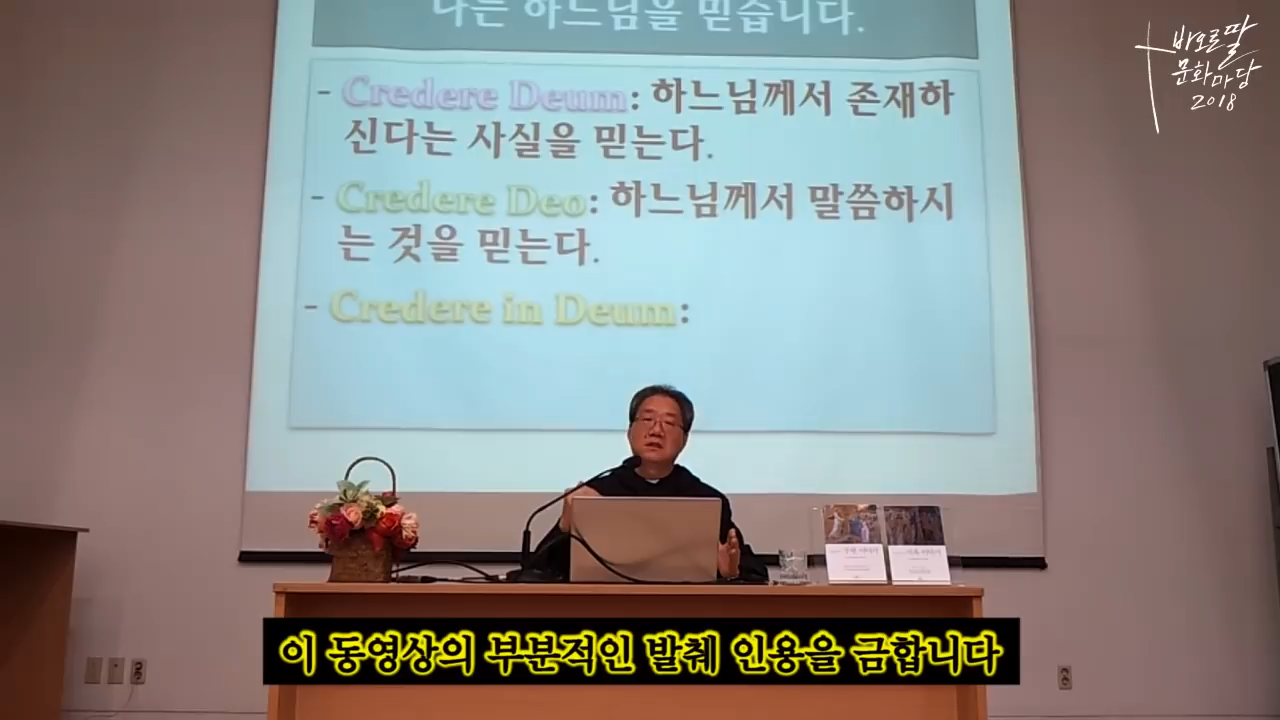 나는 하느님을 믿습니다.
- Credere Deum: 하느님께서 존재하
신다는 사실을 믿는다.
- Credere Deo: 하느님께서 말씀하시
는 것을 믿는다.
- Credere in Deum:
바오로딸
문화마당
2018
이 동영상의 부분적인 발췌 인용을 금합니다